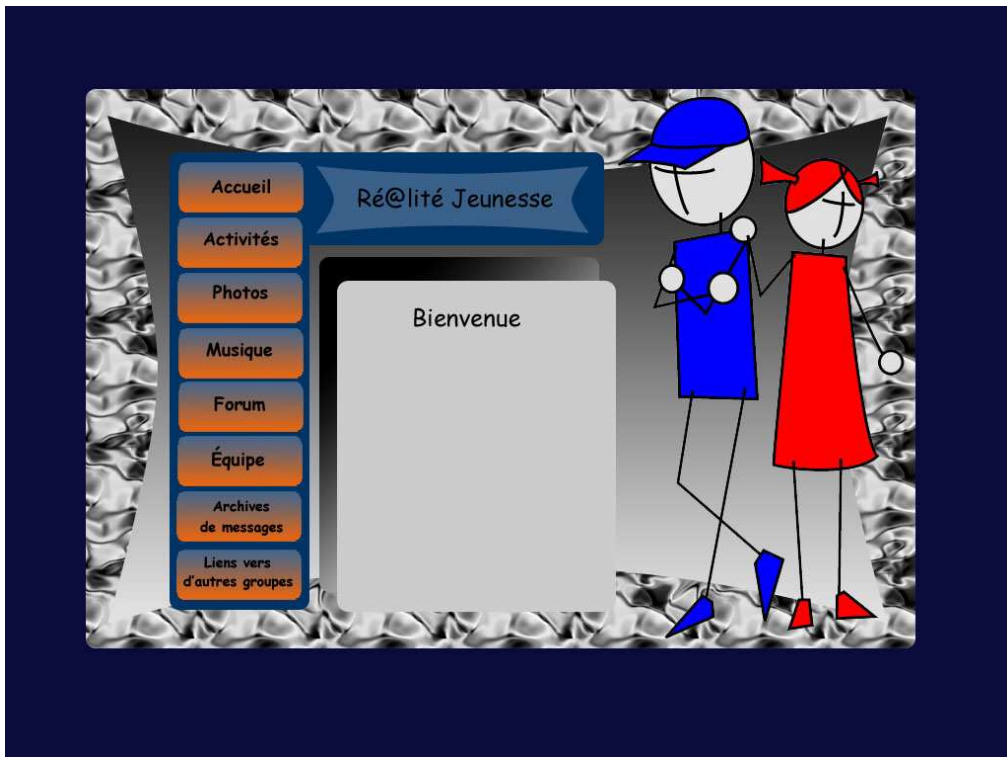 Ré@lité Jeunesse
Accueil
Activités
Photos
Musique
Forum
Équipe
Archives
de messages
Liens vers
d'autres groupes
Bienvenue